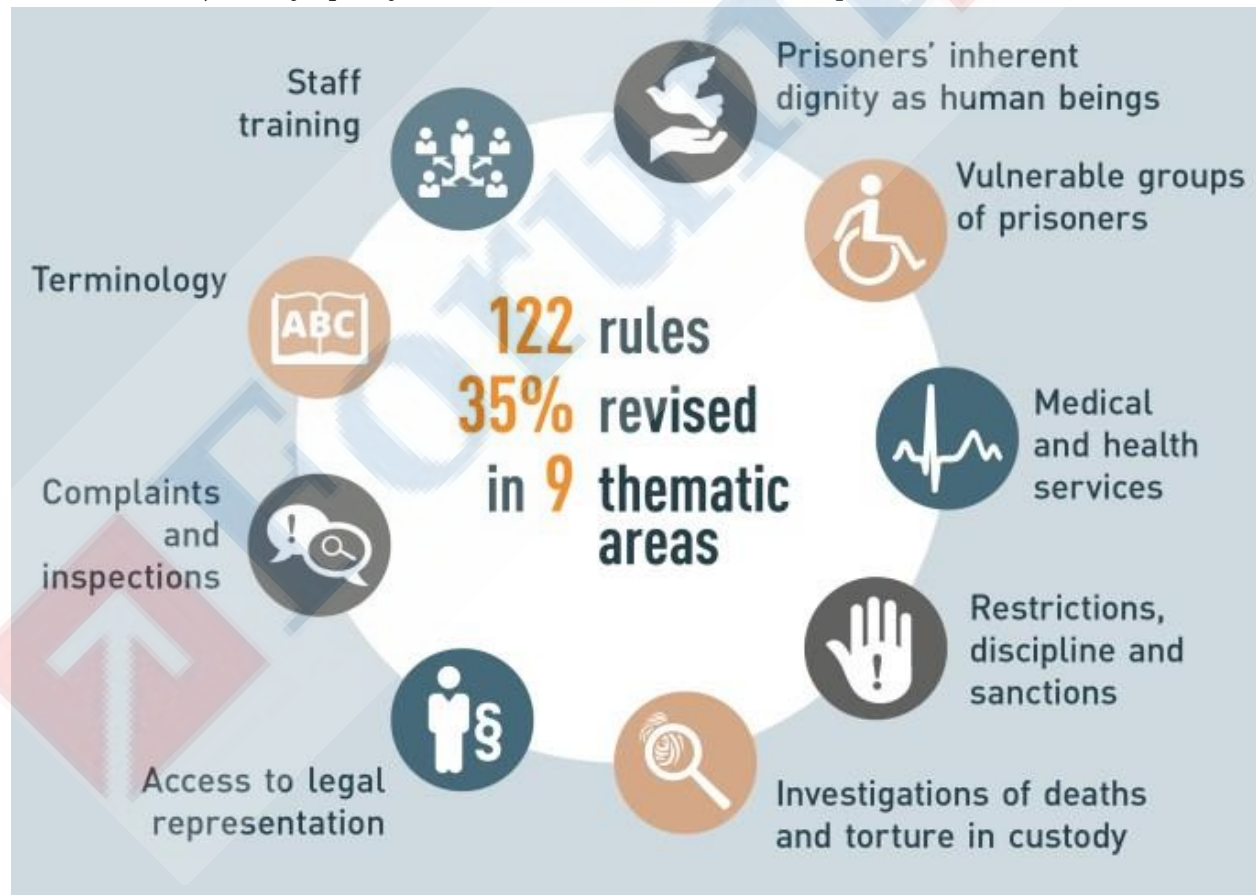 Prisoners' inherent
dignity as human beings
Vulnerable groups
of prisoners
Medical
and health
services
Restrictions,
discipline and
sanctions
Investigations of deaths
and torture in custody
Access to legal
representation
§
Complaints
and
inspections
Terminology
ABC
Staff
training
122 rules
35% revised
in 9 thematic
areas
Forum